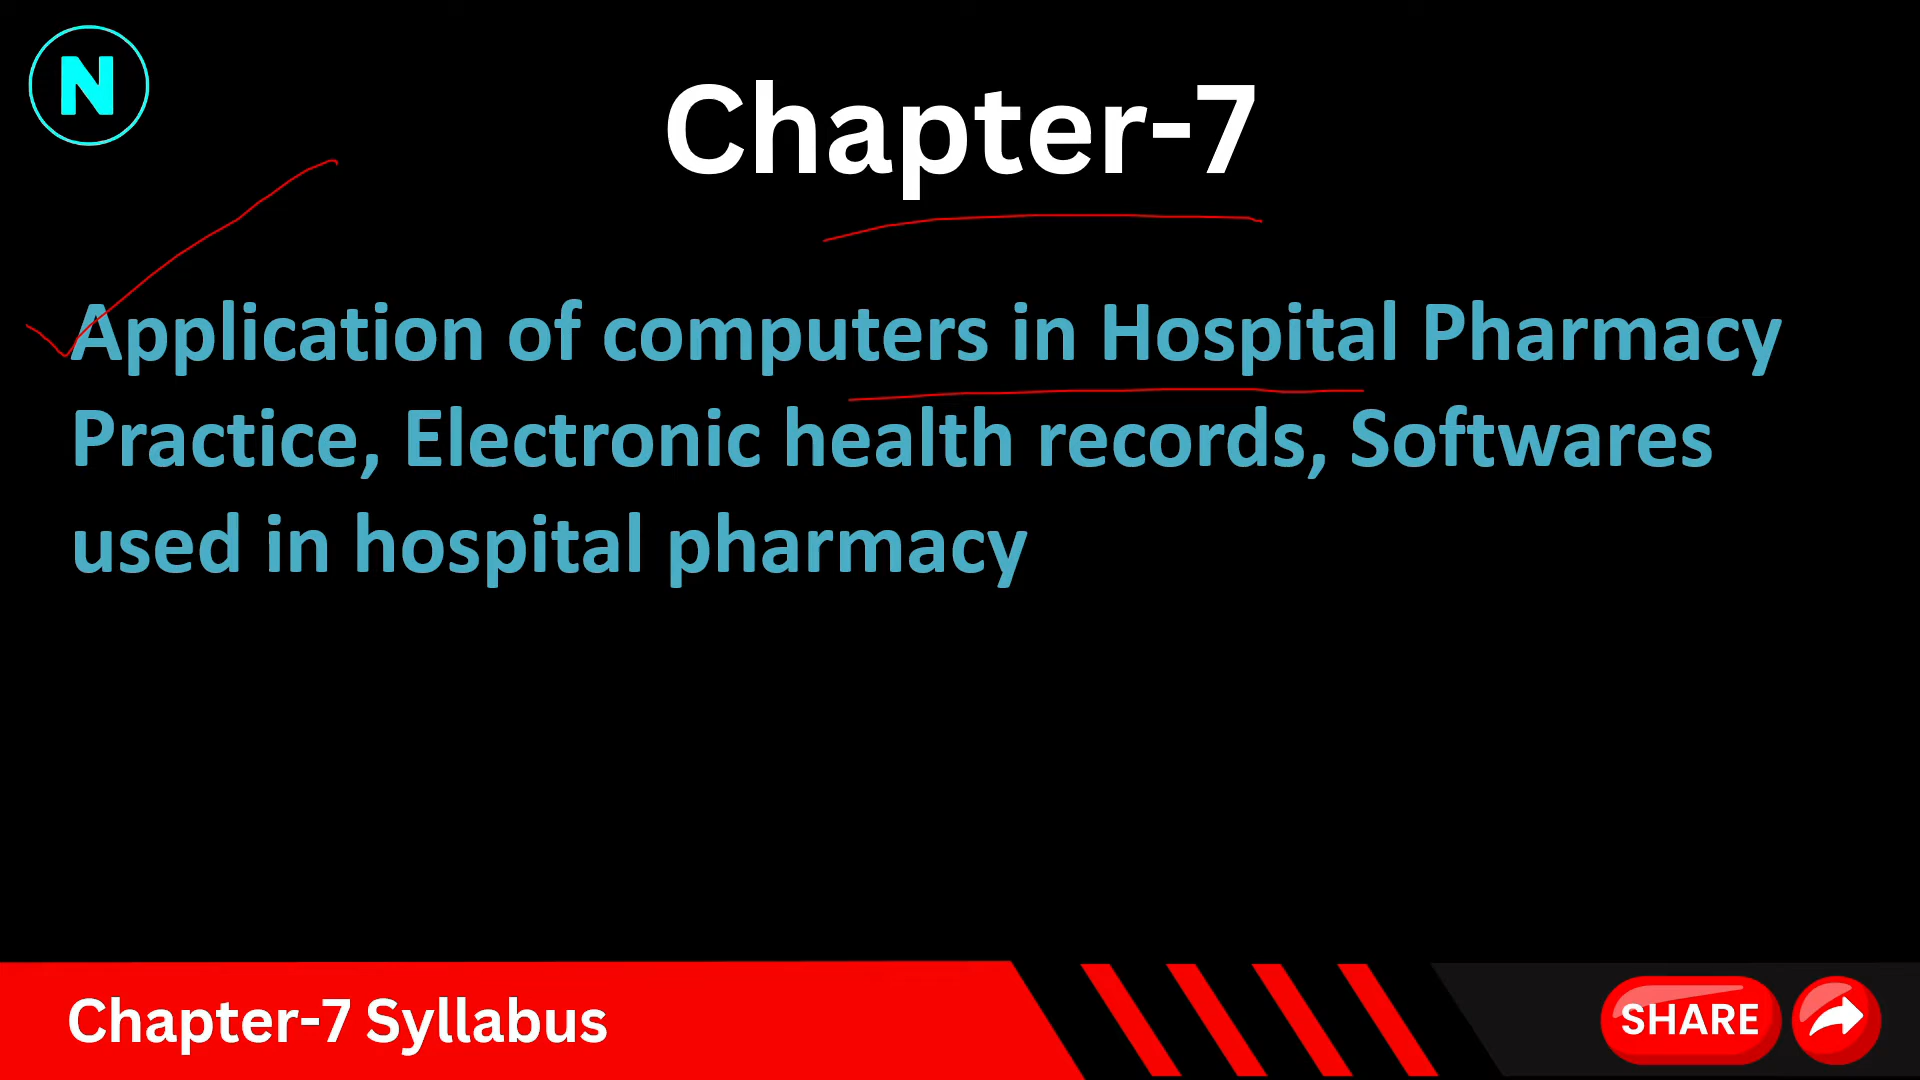 N
Chapter-7
Application of computers in Hospital Pharmacy
Practice, Electronic health records, Softwares
used in hospital pharmacy
Chapter-7 Syllabus
SHARE